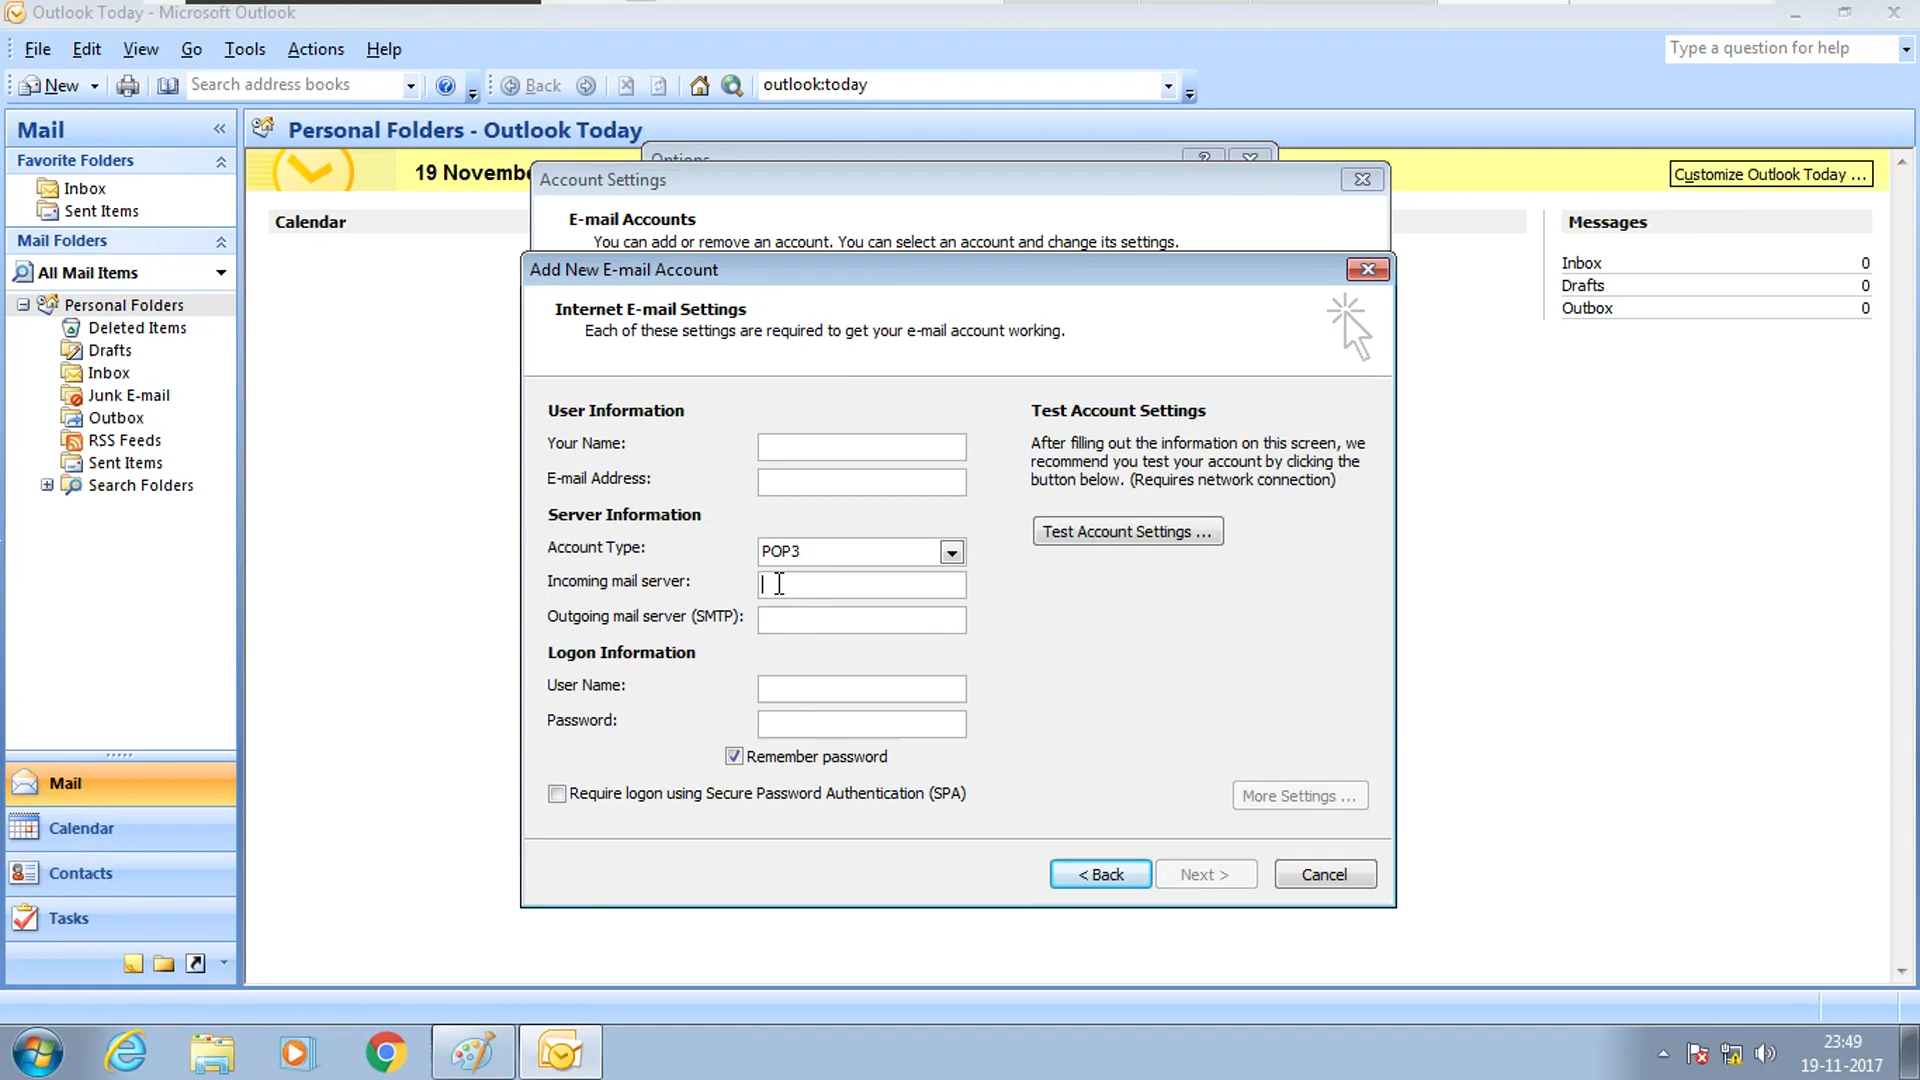 Outlook Today - Microsoft Outlook
File Edit View Go Tools Actions Help
Type a question for help
New Search address books Back outlook:today
Mail
Personal Folders - Outlook Today
Favorite Folders
Inbox
Sent Items
Mail Folders
All Mail Items
Personal Folders
Deleted Items
Drafts
Inbox
Junk E-mail
Outbox
RSS Feeds
Sent Items
Search Folders
Mail
Calendar
Contacts
Tasks
19 Novembe
Customize Outlook Today ...
Calendar
Messages
Inbox 0
Drafts 0
Outbox 0
Options
Account Settings
E-mail Accounts
You can add or remove an account. You can select an account and change its settings.
Add New E-mail Account
Internet E-mail Settings
Each of these settings are required to get your e-mail account working.
User Information
Your Name:
E-mail Address:
Server Information
Account Type: POP3
Incoming mail server:
Outgoing mail server (SMTP):
Logon Information
User Name:
Password:
Remember password
Require logon using Secure Password Authentication (SPA)
Test Account Settings
After filling out the information on this screen, we
recommend you test your account by clicking the
button below. (Requires network connection)
Test Account Settings ...
More Settings ...
< Back Next > Cancel
23:49
19-11-2017